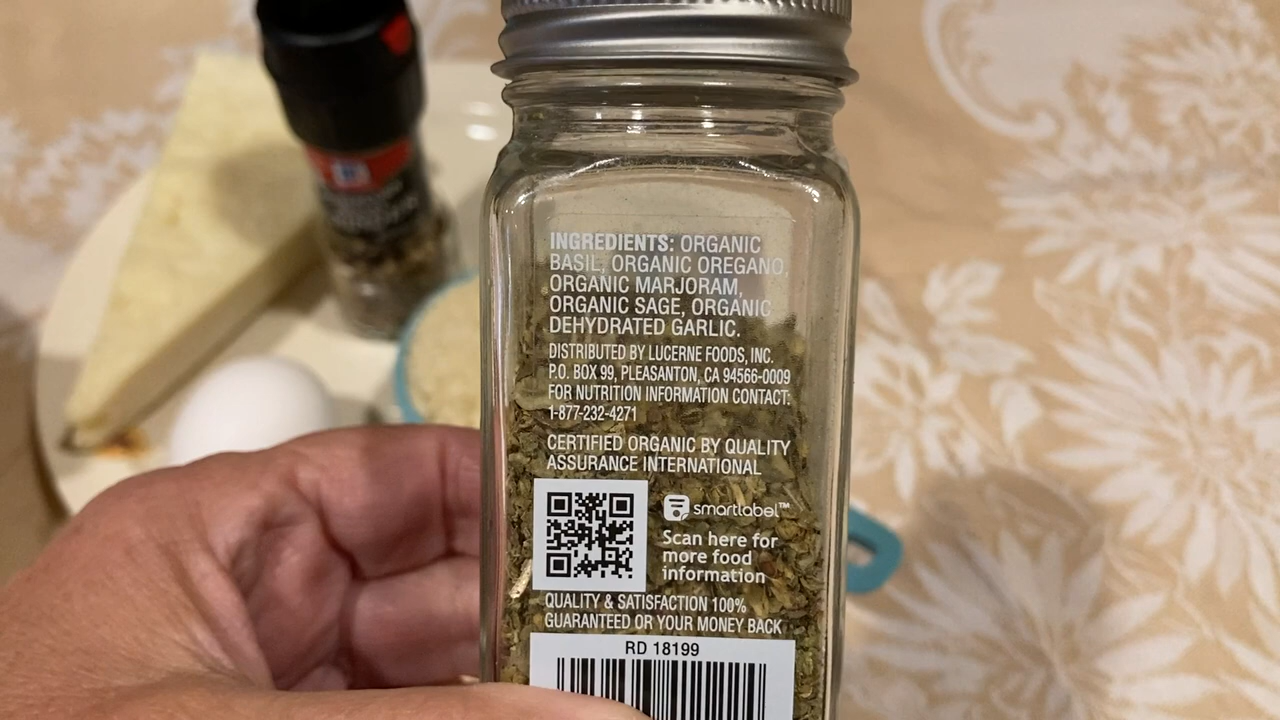 INGREDIENTS: ORGANIC
BASIL, ORGANIC OREGANO,
ORGANIC MARJORAM,
ORGANIC SAGE, ORGANIC
DEHYDRATED GARLIC.
DISTRIBUTED BY LUCERNE FOODS, INC.
P.O. BOX 99, PLEASANTON, CA 94566-0009
FOR NUTRITION INFORMATION CONTACT:
1-877-232-4271
CERTIFIED ORGANIC BY QUALITY
ASSURANCE INTERNATIONAL
smartlabel™
Scan here for
more food
information
QUALITY & SATISFACTION 100%
GUARANTEED OR YOUR MONEY BACK
RD 18199